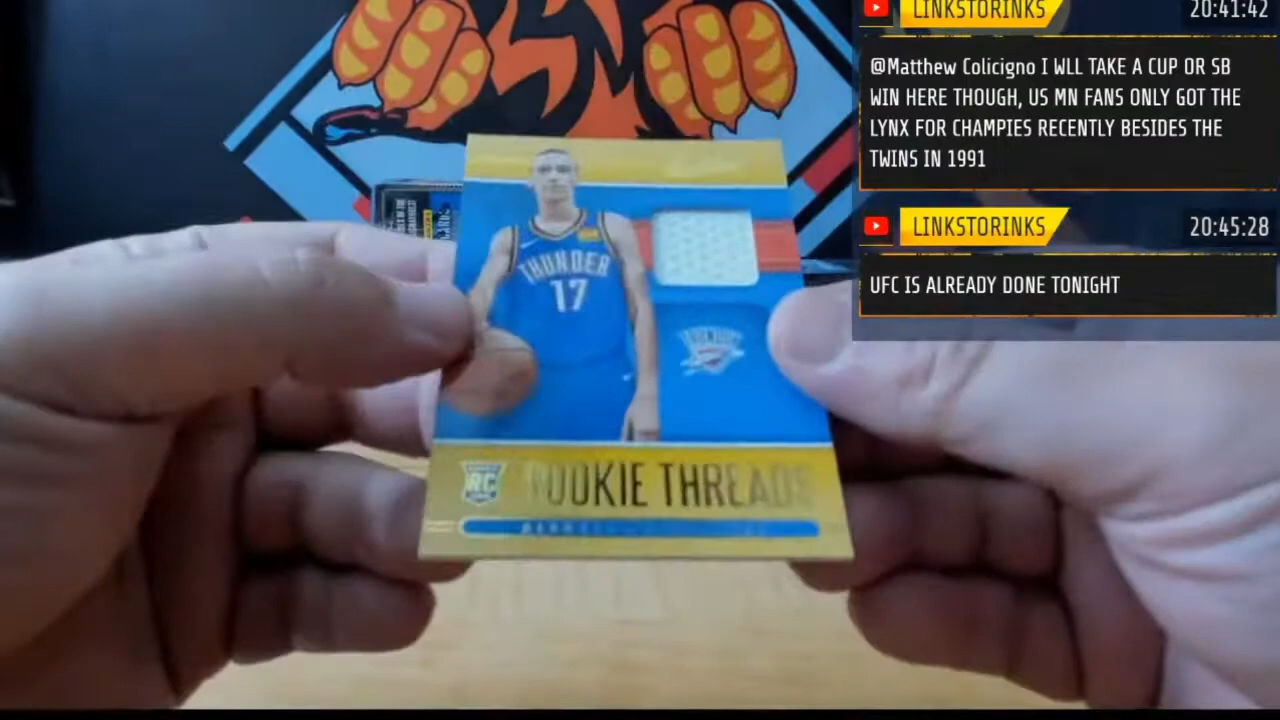 LINKSTORINKS 20:41:42
@Matthew Colicigno I WLL TAKE A CUP OR SB
WIN HERE THOUGH, US MN FANS ONLY GOT THE
LYNX FOR CHAMPIES RECENTLY BESIDES THE
TWINS IN 1991
LINKSTORINKS 20:45:28
UFC IS ALREADY DONE TONIGHT
THUNDER
17
THUNDER
RC
ROOKIE THREADS